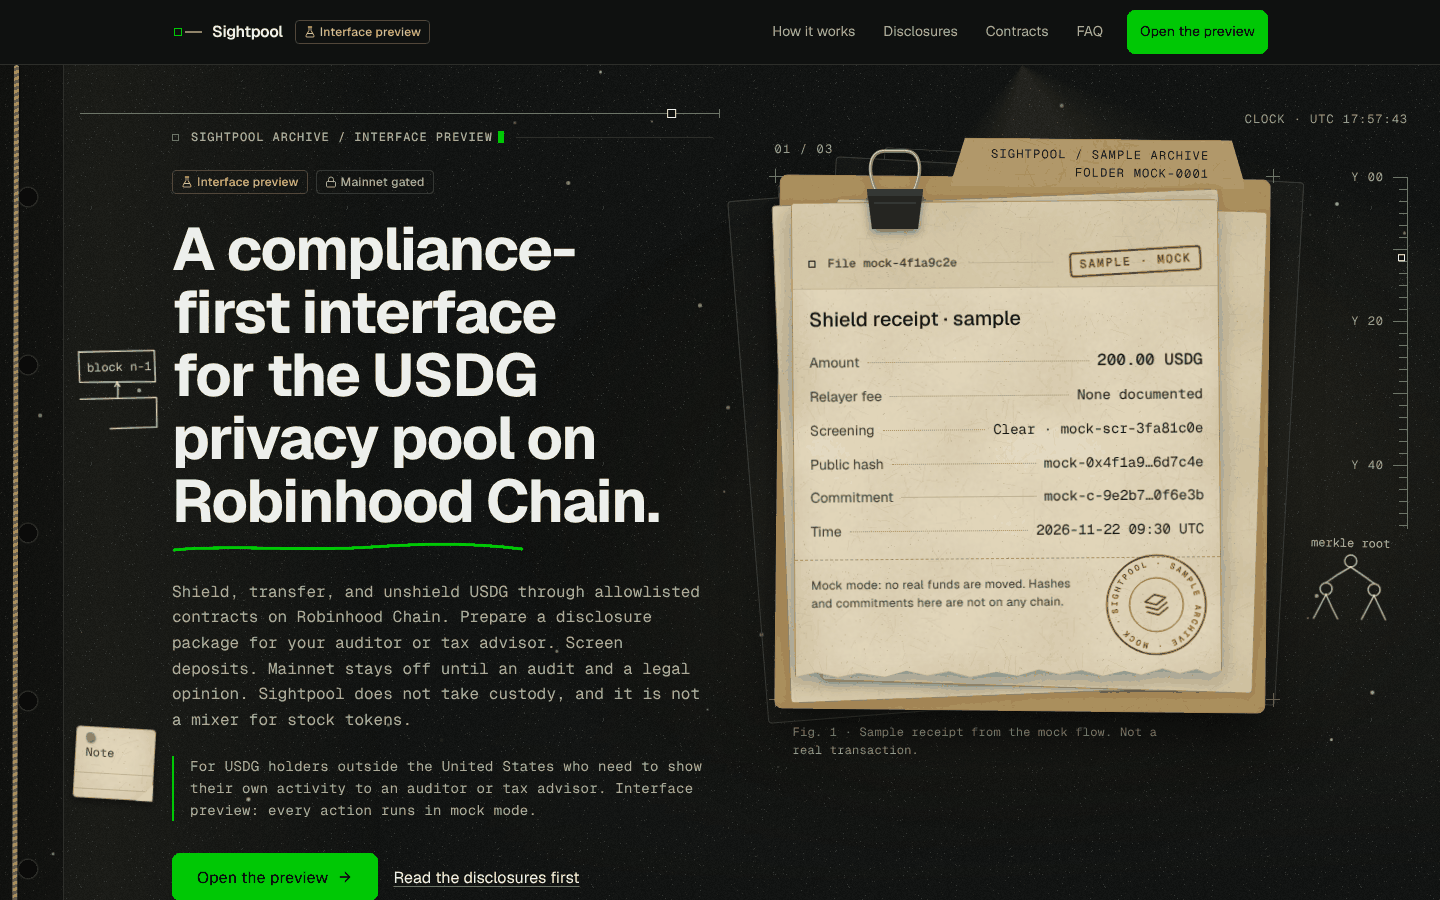 Sightpool
Interface preview
How it works
Disclosures
Contracts
FAQ
Open the preview
SIGHTPOOL ARCHIVE / INTERFACE PREVIEW
Interface preview
Mainnet gated
A compliance-
first interface
for the USDG
privacy pool on
Robinhood Chain.
block n-1
Shield, transfer, and unshield USDG through allowlisted
contracts on Robinhood Chain. Prepare a disclosure
package for your auditor or tax advisor. Screen
deposits. Mainnet stays off until an audit and a legal
opinion. Sightpool does not take custody, and it is not
a mixer for stock tokens.
Note
For USDG holders outside the United States who need to show
their own activity to an auditor or tax advisor. Interface
preview: every action runs in mock mode.
Open the preview →
Read the disclosures first
CLOCK · UTC 17:57:43
01 / 03
SIGHTPOOL / SAMPLE ARCHIVE
FOLDER MOCK-0001
File mock-4f1a9c2e
SAMPLE · MOCK
Shield receipt · sample
Amount 200.00 USDG
Relayer fee None documented
Screening Clear · mock-scr-3fa81c0e
Public hash mock-0x4f1a9…6d7c4e
Commitment mock-c-9e2b7…0f6e3b
Time 2026-11-22 09:30 UTC
Mock mode: no real funds are moved. Hashes
and commitments here are not on any chain.
SIGHTPOOL · SAMPLE ARCHIVE · MOCK ·
Fig. 1 · Sample receipt from the mock flow. Not a
real transaction.
Y 00
Y 20
Y 40
merkle root